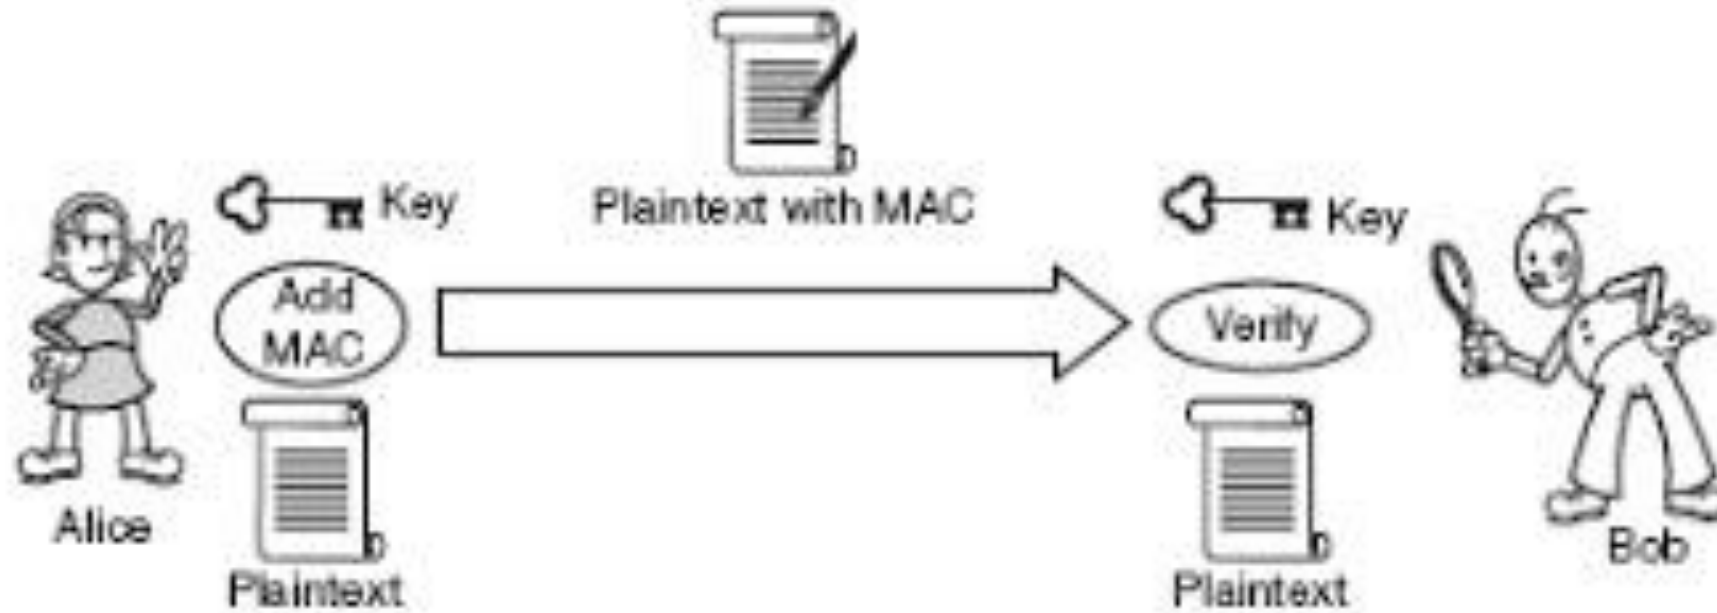 Plaintext with MAC
Key
Key
Add
MAC
Verify
Alice
Plaintext
Plaintext
Bob